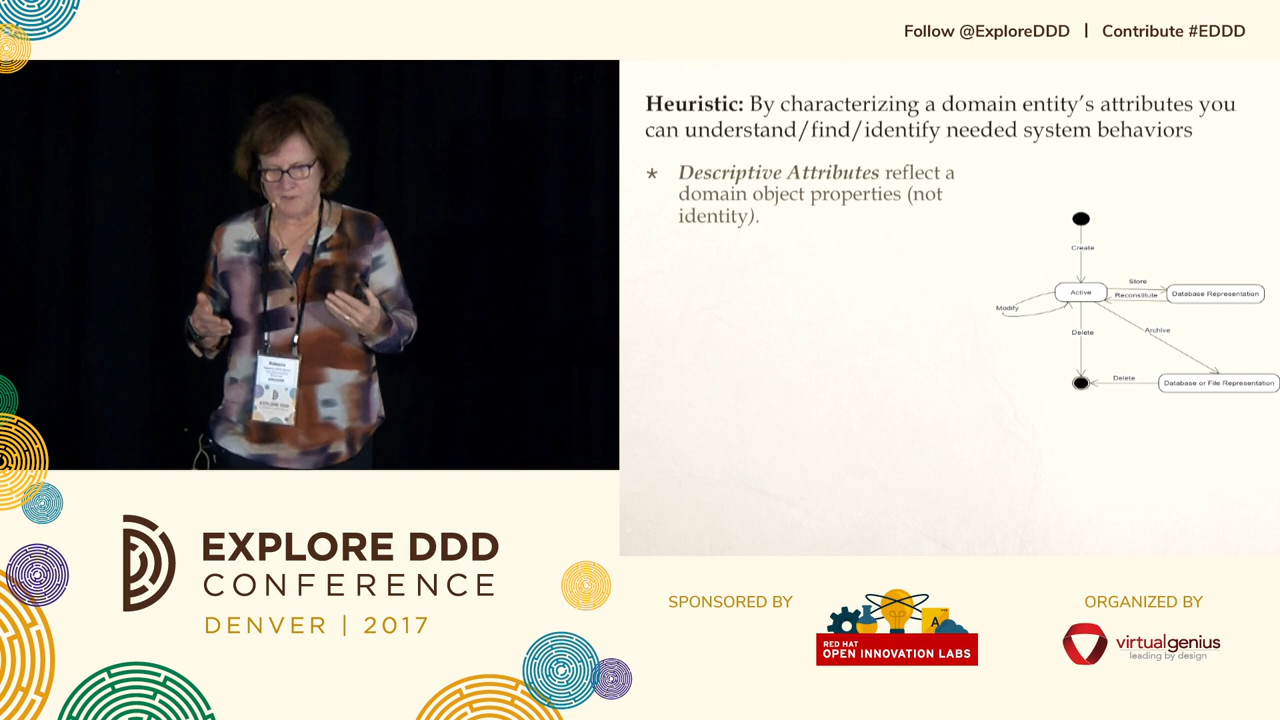 Follow @ExploreDDD | Contribute #EDDD
Heuristic: By characterizing a domain entity's attributes you
can understand/find/identify needed system behaviors
* Descriptive Attributes reflect a
domain object properties (not
identity).
Create
Store
Active
Reconstitute
Database Representation
Modify
Delete
Archive
Delete
Database or File Representation
EXPLORE DDD
CONFERENCE
DENVER | 2017
SPONSORED BY
RED HAT
OPEN INNOVATION LABS
ORGANIZED BY
virtualgenius
leading by design